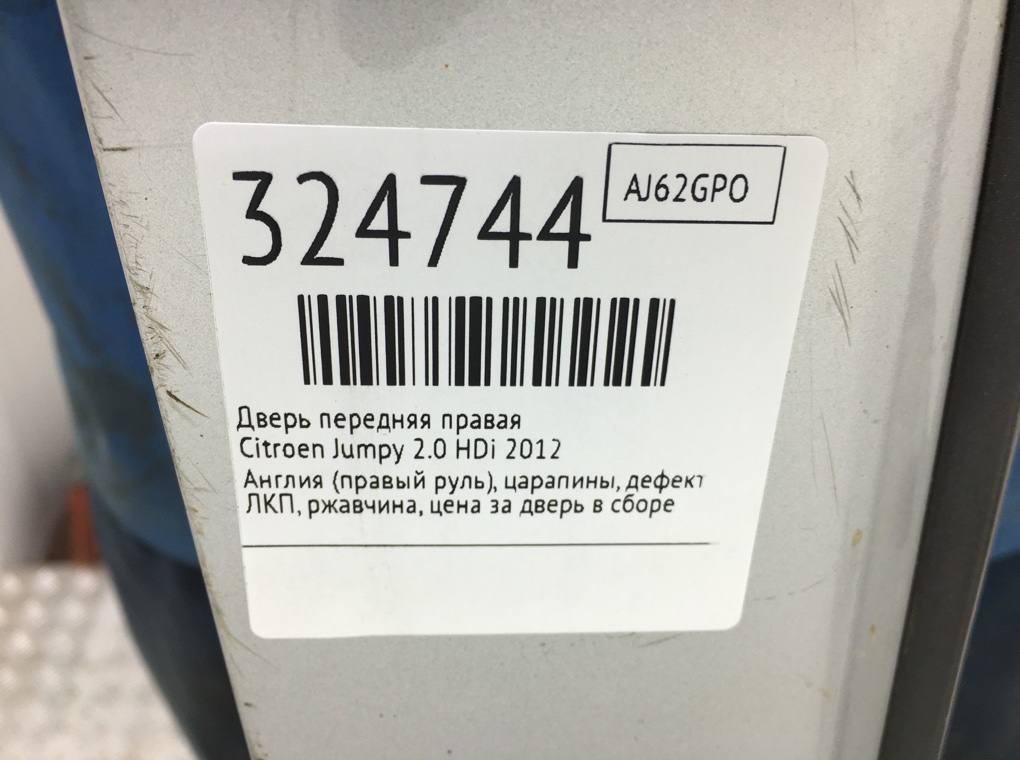 324744
AJ62GPO
Дверь передняя правая
Citroen Jumpy 2.0 HDi 2012
Англия (правый руль), царапины, дефект
ЛКП, ржавчина, цена за дверь в сборе